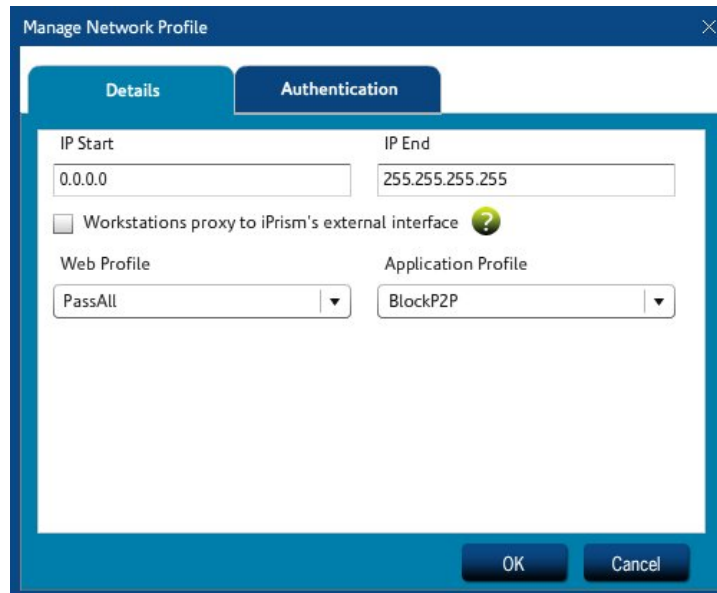 Manage Network Profile
Details Authentication
IP Start IP End
0.0.0.0 255.255.255.255
Workstations proxy to iPrism's external interface ?
Web Profile Application Profile
PassAll BlockP2P
OK Cancel